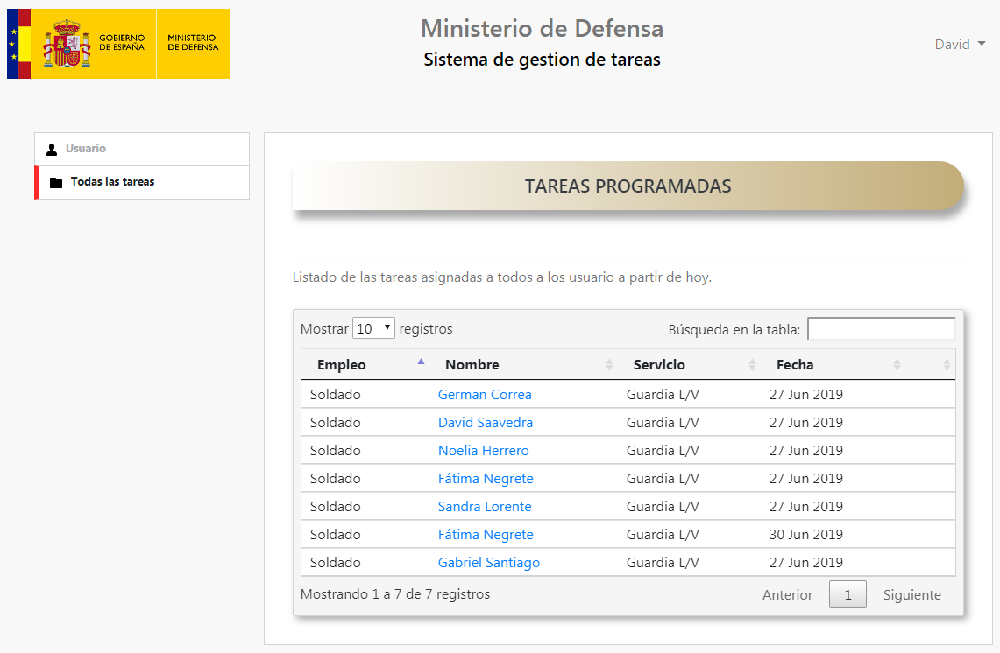 GOBIERNO
DE ESPAÑA
MINISTERIO
DE DEFENSA
Ministerio de Defensa
Sistema de gestion de tareas
David
Usuario
Todas las tareas
TAREAS PROGRAMADAS
Listado de las tareas asignadas a todos a los usuario a partir de hoy.
Mostrar 10 registros
Búsqueda en la tabla:
Empleo Nombre Servicio Fecha
Soldado German Correa Guardia L/V 27 Jun 2019
Soldado David Saavedra Guardia L/V 27 Jun 2019
Soldado Noelia Herrero Guardia L/V 27 Jun 2019
Soldado Fátima Negrete Guardia L/V 27 Jun 2019
Soldado Sandra Lorente Guardia L/V 27 Jun 2019
Soldado Fátima Negrete Guardia L/V 30 Jun 2019
Soldado Gabriel Santiago Guardia L/V 27 Jun 2019
Mostrando 1 a 7 de 7 registros
Anterior 1 Siguiente